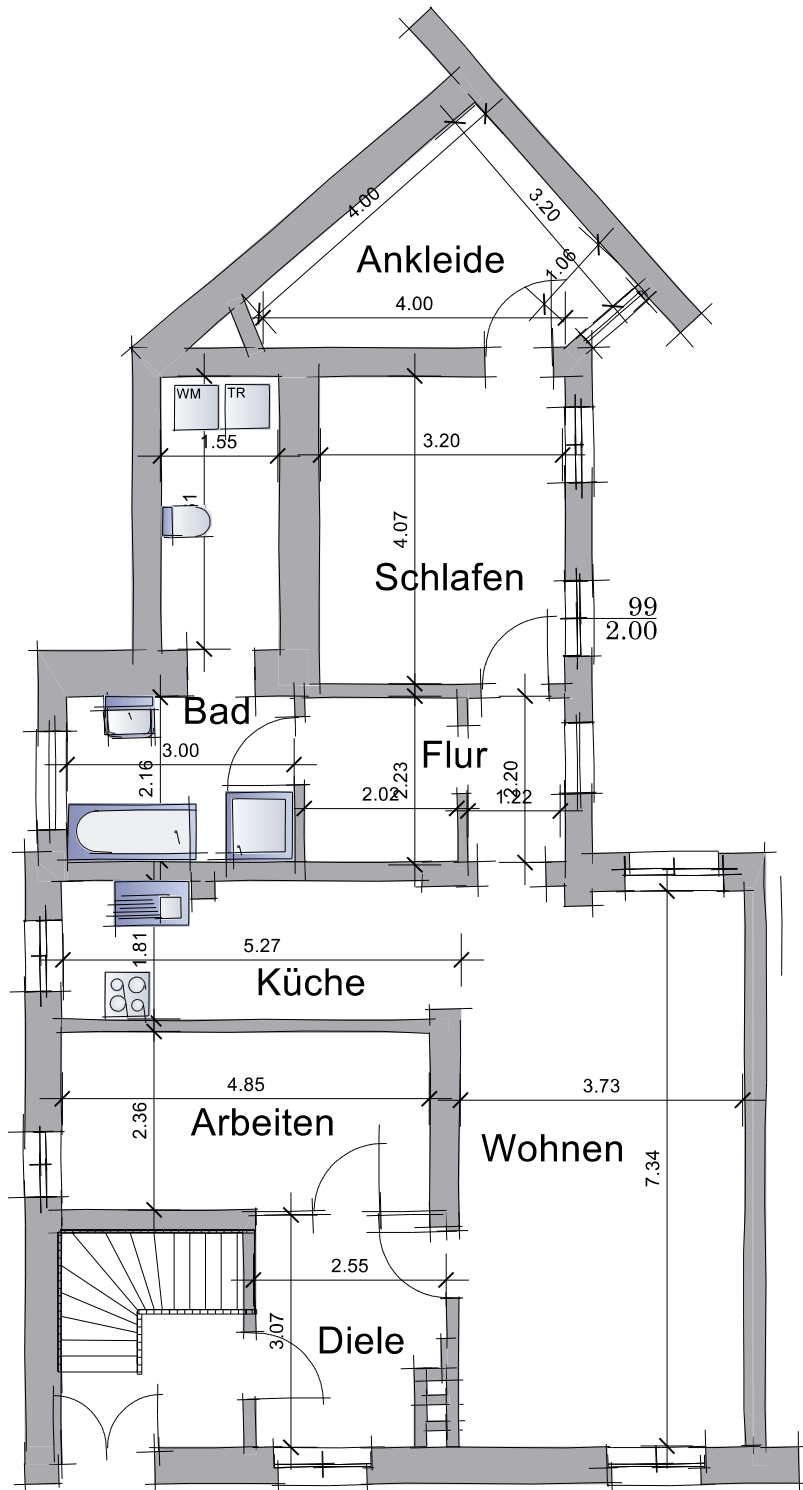 4.00
3.20
Ankleide
1.06
4.00
WM TR
1.55
3.20
4.07
Schlafen
99
2.00
Bad
3.00
2.16
Flur
2.23
2.20
2.02
1.22
1.81
5.27
Küche
4.85
2.36
Arbeiten
3.73
Wohnen
7.34
2.55
3.07
Diele